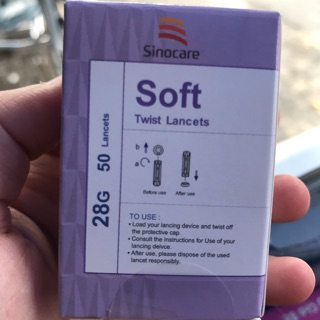 Sinocare
Soft
Twist Lancets
28G 50 Lancets
b
a
Before use
After use
TO USE :
• Load your lancing device and twist off
the protective cap.
• Consult the Instructions for Use of your
lancing deivce.
• After use, please dispose of the used
lancet responsibly.